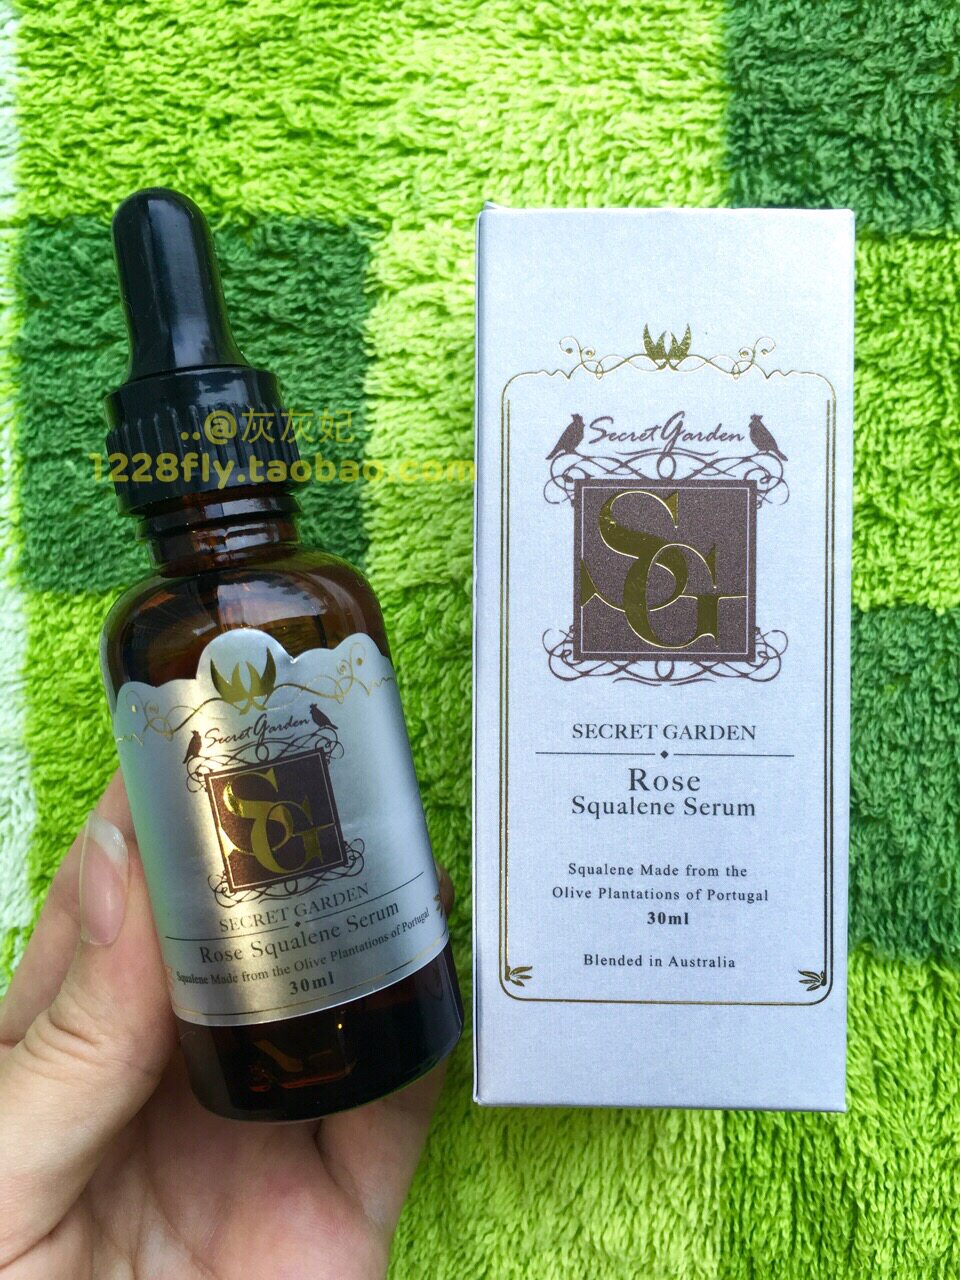 ..@灰灰妃
1228fly.taobao.com
Secret Garden
SG
SECRET GARDEN
Rose Squalene Serum
Squalene Made from the Olive Plantations of Portugal
30ml
Secret Garden
SG
SECRET GARDEN
Rose
Squalene Serum
Squalene Made from the
Olive Plantations of Portugal
30ml
Blended in Australia